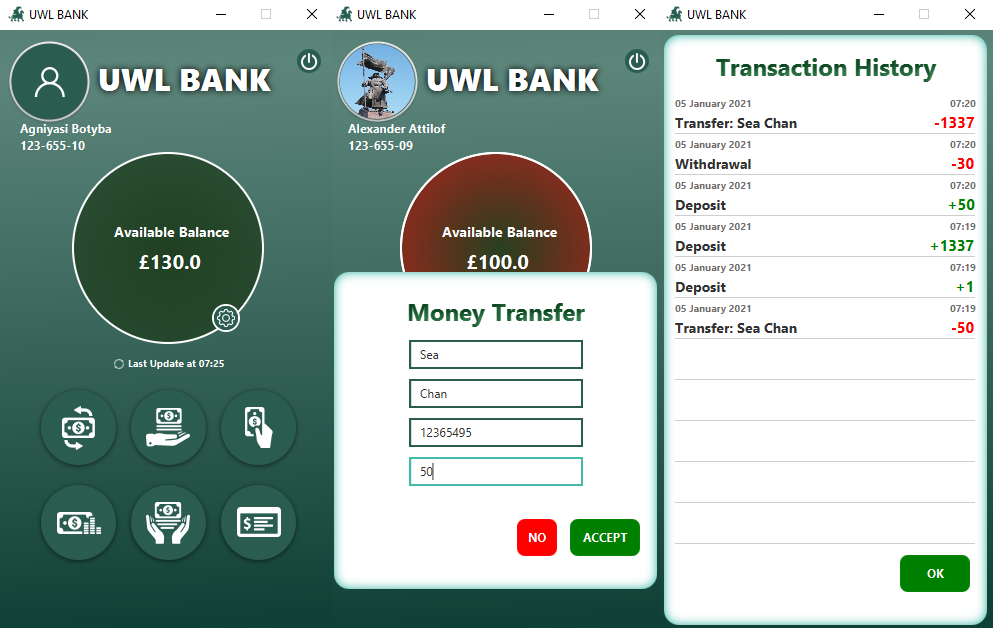 UWL BANK
UWL BANK
Agniyasi Botyba
123-655-10
Available Balance
£130.0
Last Update at 07:25
UWL BANK
UWL BANK
Alexander Attilof
123-655-09
Available Balance
£100.0
Money Transfer
Sea
Chan
12365495
50
NO
ACCEPT
UWL BANK
Transaction History
05 January 2021 07:20
Transfer: Sea Chan -1337
05 January 2021 07:20
Withdrawal -30
05 January 2021 07:20
Deposit +50
05 January 2021 07:19
Deposit +1337
05 January 2021 07:19
Deposit +1
05 January 2021 07:19
Transfer: Sea Chan -50
OK